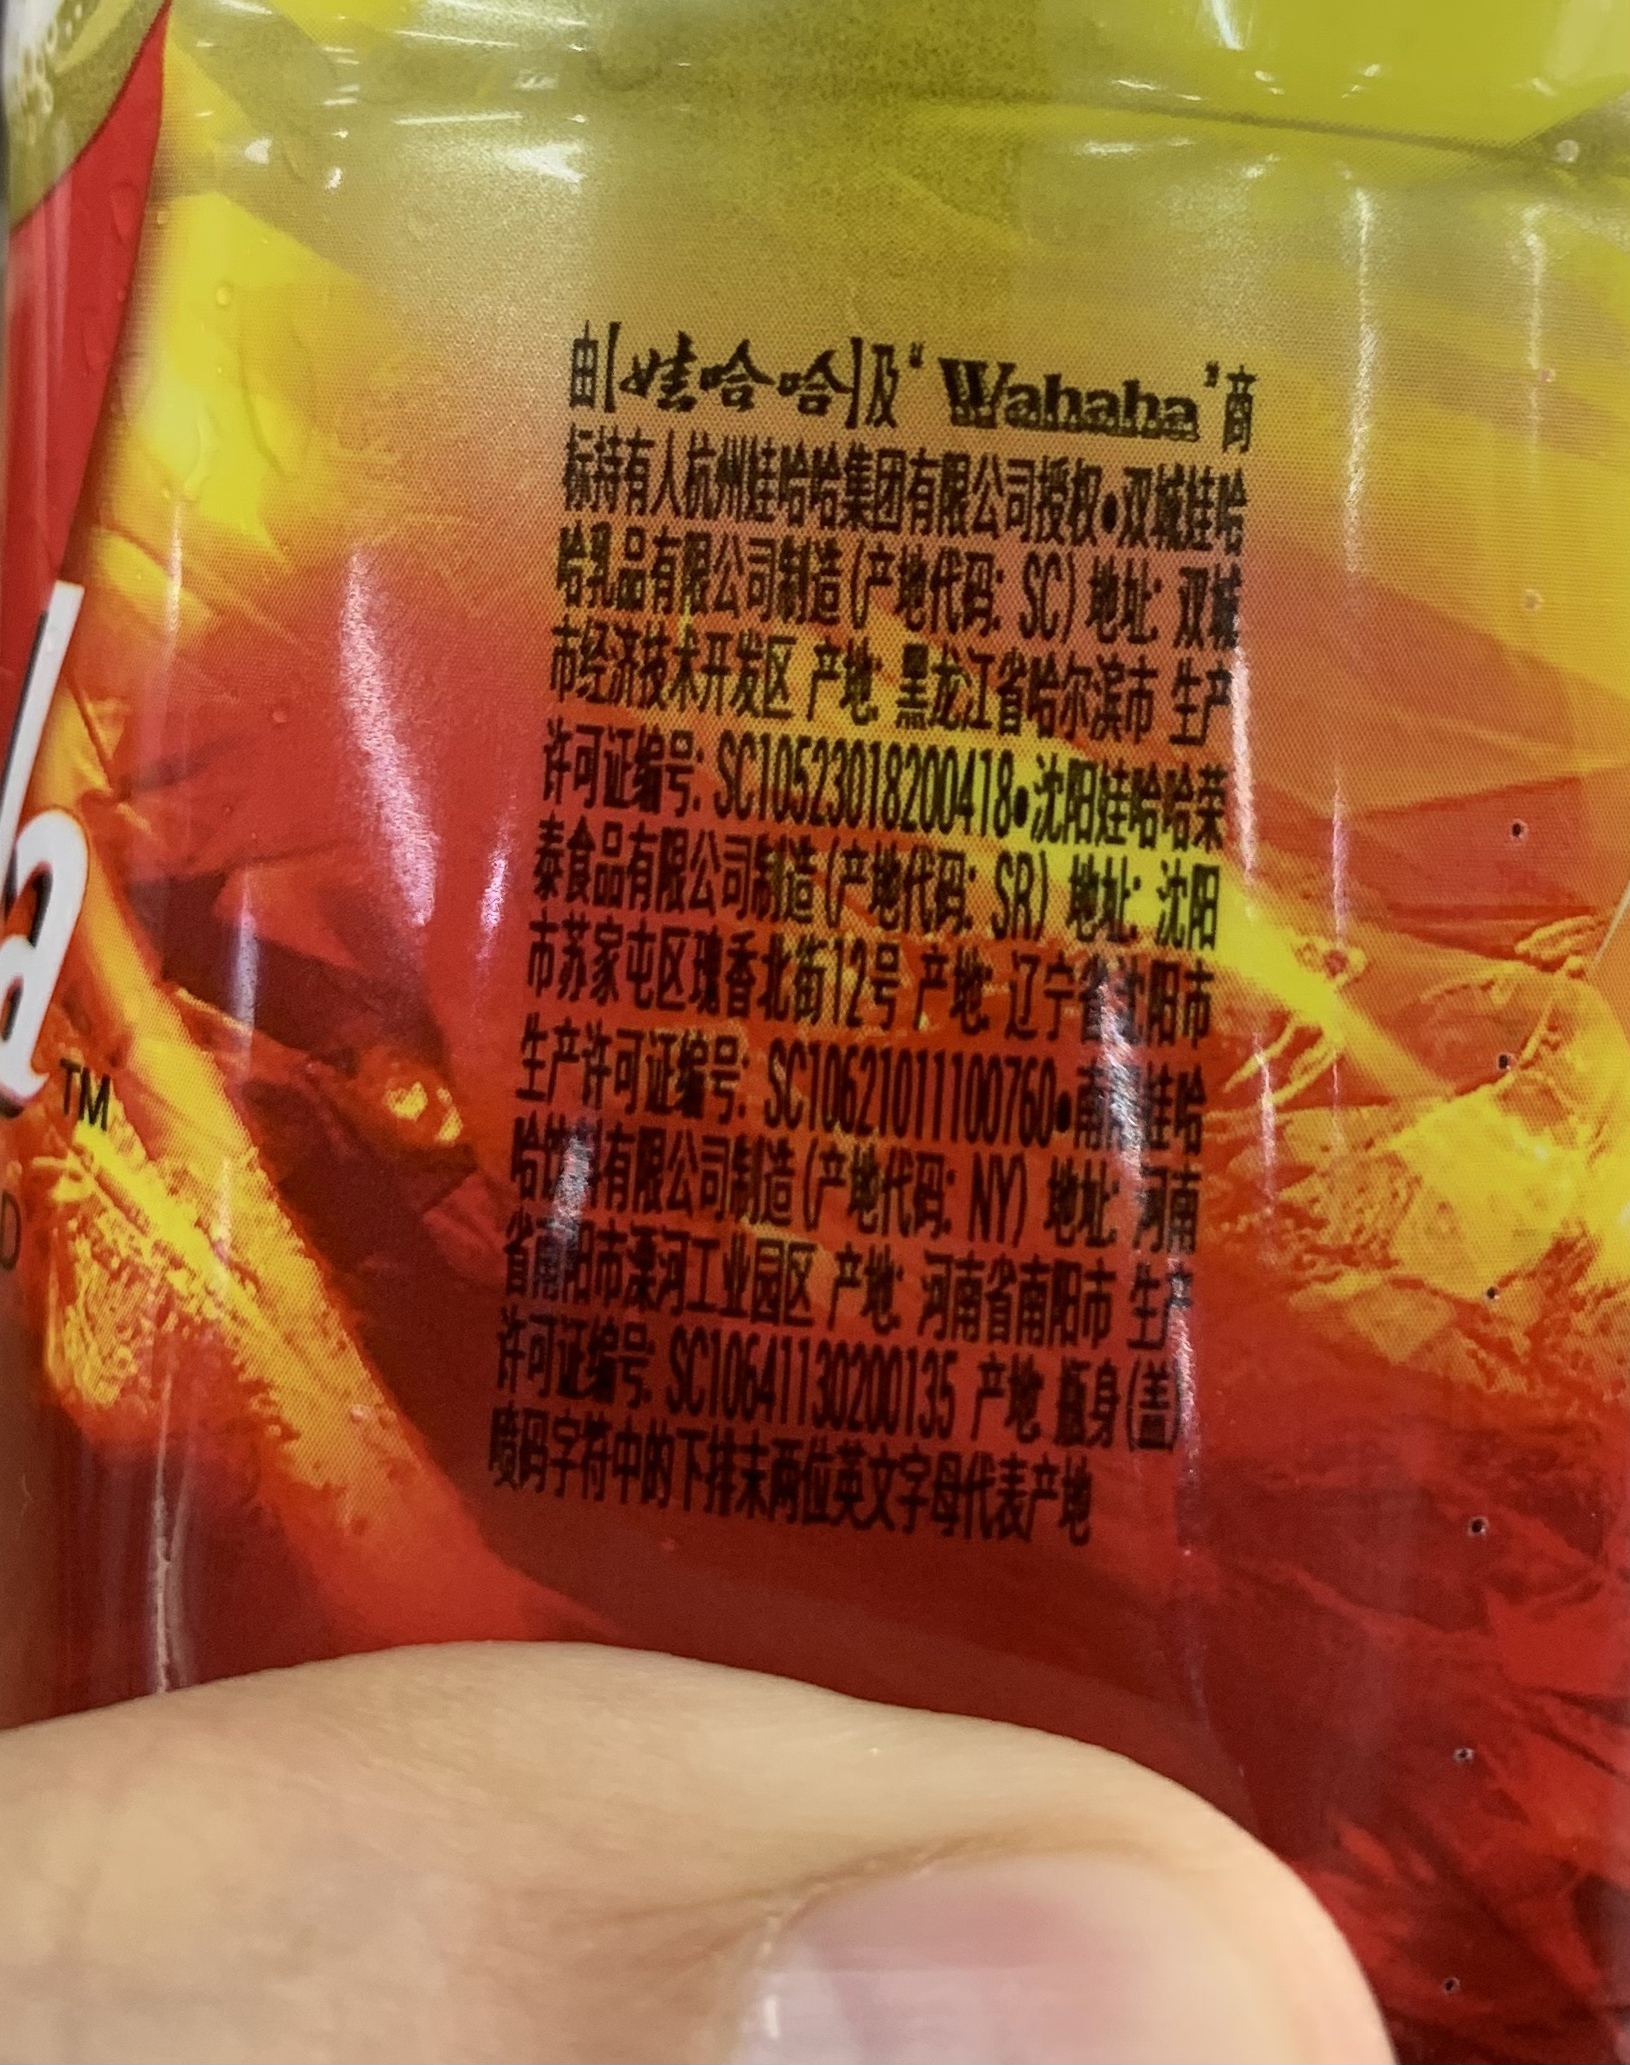 由【娃哈哈】及“Wahaha”商
标持有人杭州娃哈哈集团有限公司授权•双城娃哈
哈乳品有限公司制造(产地代码: SC) 地址: 双城
市经济技术开发区 产地: 黑龙江省哈尔滨市 生产
许可证编号: SC10523018200418•沈阳娃哈哈荣
泰食品有限公司制造(产地代码: SR) 地址: 沈阳
市苏家屯区瑰香北街12号 产地: 辽宁省沈阳市
生产许可证编号: SC10621011100760•南阳娃哈
哈饮料有限公司制造(产地代码: NY) 地址: 河南
省南阳市溧河工业园区 产地: 河南省南阳市 生产
许可证编号: SC10641130200135 产地: 瓶身(盖)
喷码字符中的下排末两位英文字母代表产地
a
TM